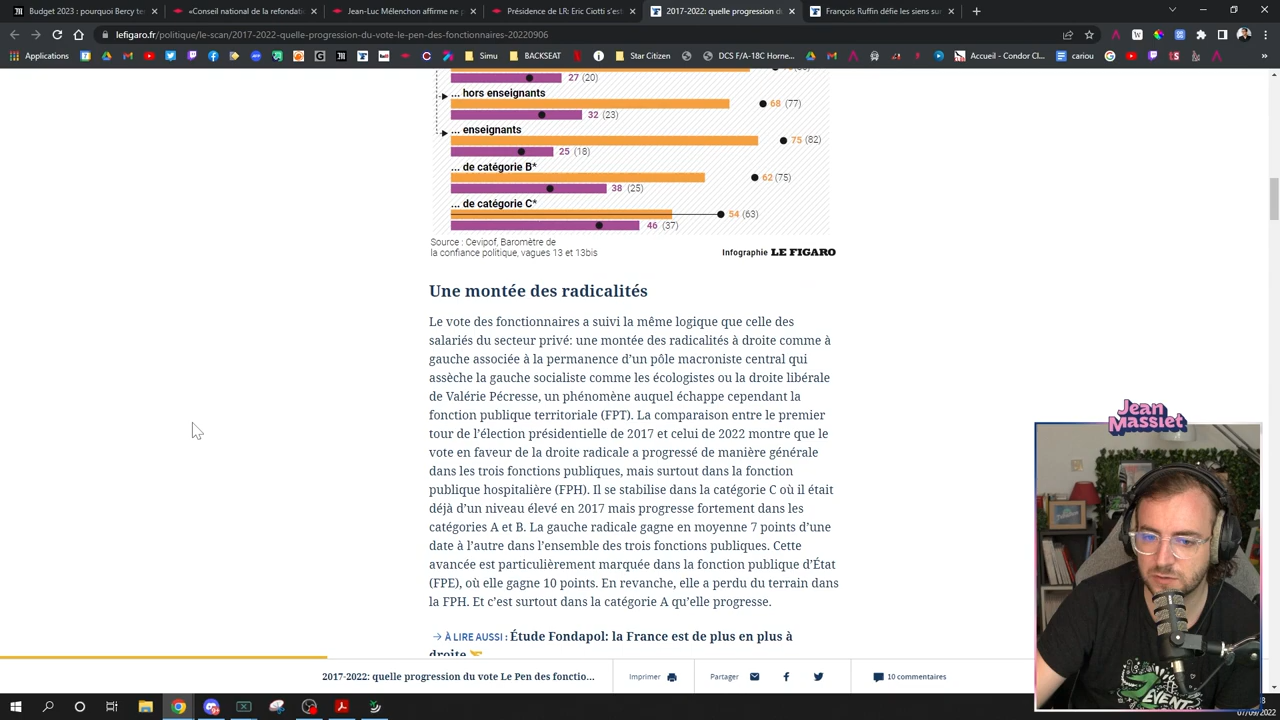 Budget 2023 : pourquoi Bercy te
«Conseil national de la refondati
Jean-Luc Mélenchon affirme ne
Présidence de LR: Eric Ciotti s'est
2017-2022: quelle progression du
François Ruffin défie les siens sur
lefigaro.fr/politique/le-scan/2017-2022-quelle-progression-du-vote-le-pen-des-fonctionnaires-20220906
Applications
Simu
BACKSEAT
Star Citizen
DCS F/A-18C Horne...
Accueil - Condor Cl...
cariou
27 (20)
... hors enseignants
68 (77)
32 (23)
... enseignants
75 (82)
25 (18)
... de catégorie B*
62 (75)
38 (25)
... de catégorie C*
54 (63)
46 (37)
Source : Cevipof, Baromètre de
la confiance politique, vagues 13 et 13bis
Infographie LE FIGARO
Une montée des radicalités
Le vote des fonctionnaires a suivi la même logique que celle des
salariés du secteur privé: une montée des radicalités à droite comme à
gauche associée à la permanence d'un pôle macroniste central qui
assèche la gauche socialiste comme les écologistes ou la droite libérale
de Valérie Pécresse, un phénomène auquel échappe cependant la
fonction publique territoriale (FPT). La comparaison entre le premier
tour de l'élection présidentielle de 2017 et celui de 2022 montre que le
vote en faveur de la droite radicale a progressé de manière générale
dans les trois fonctions publiques, mais surtout dans la fonction
publique hospitalière (FPH). Il se stabilise dans la catégorie C où il était
déjà d'un niveau élevé en 2017 mais progresse fortement dans les
catégories A et B. La gauche radicale gagne en moyenne 7 points d'une
date à l'autre dans l'ensemble des trois fonctions publiques. Cette
avancée est particulièrement marquée dans la fonction publique d'État
(FPE), où elle gagne 10 points. En revanche, elle a perdu du terrain dans
la FPH. Et c'est surtout dans la catégorie A qu'elle progresse.
→ À LIRE AUSSI : Étude Fondapol: la France est de plus en plus à
droite
2017-2022: quelle progression du vote Le Pen des fonctio...
Imprimer
Partager
10 commentaires
Jean
Massiet
07/09/2022